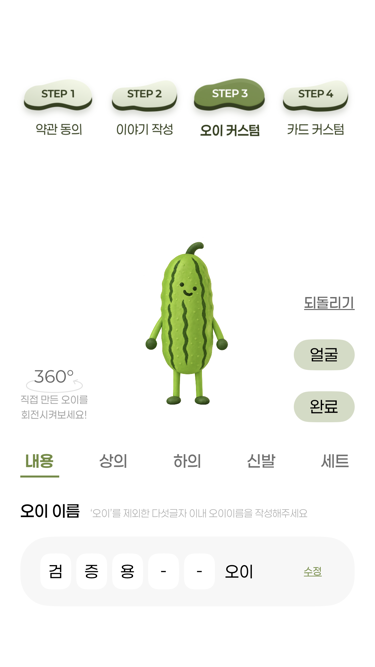 STEP 1 STEP 2 STEP 3 STEP 4
약관 동의 이야기 작성 오이 커스텀 카드 커스텀
되돌리기
얼굴
360°
직접 만든 오이를
회전시켜보세요!
완료
내용 상의 하의 신발 세트
오이 이름 '오이'를 제외한 다섯글자 이내 오이이름을 작성해주세요
검 증 용 - - 오이 수정